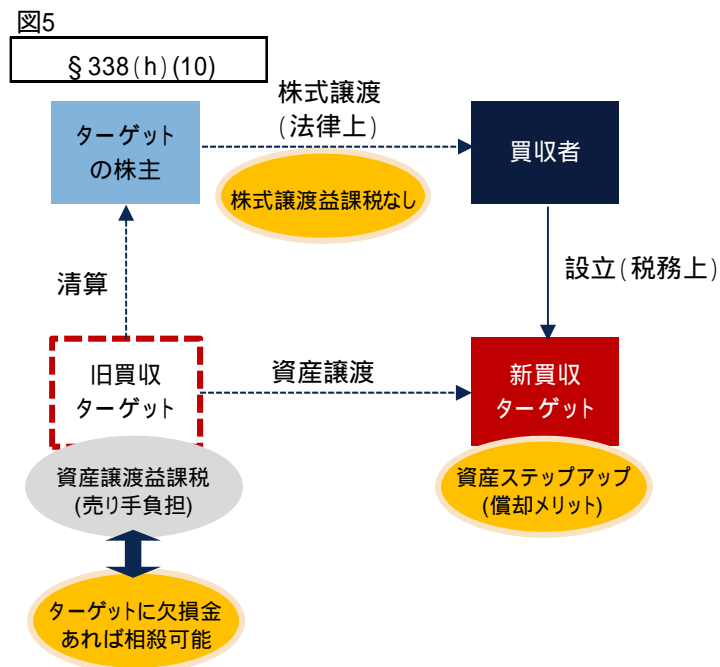 図5
§338(h)(10)
株式譲渡
(法律上)
ターゲット
の株主
買収者
株式譲渡益課税なし
清算
設立(税務上)
旧買収
ターゲット
資産譲渡
新買収
ターゲット
資産譲渡益課税
(売り手負担)
資産ステップアップ
(償却メリット)
ターゲットに欠損金
あれば相殺可能